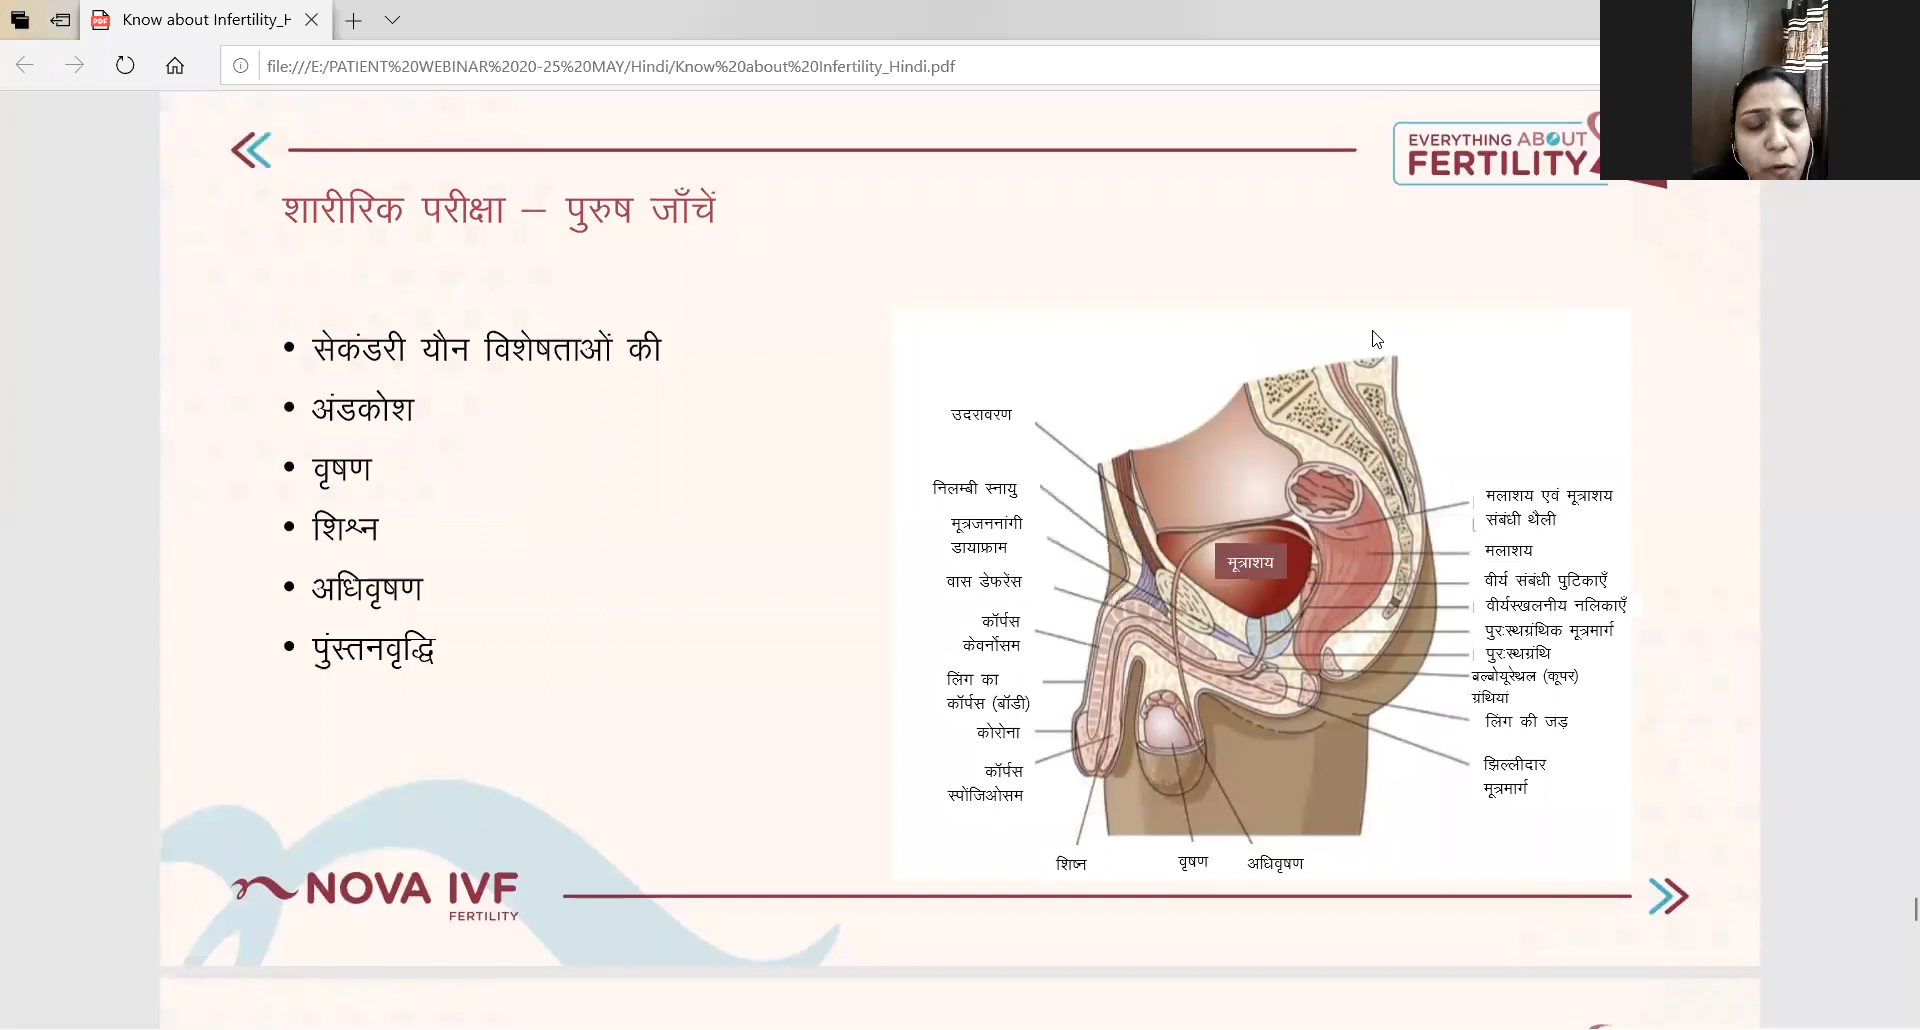 Know about Infertility_H
file:///E:/PATIENT%20WEBINAR%2020-25%20MAY/Hindi/Know%20about%20Infertility_Hindi.pdf
EVERYTHING ABOUT
FERTILITY
शारीरिक परीक्षा – पुरुष जाँचें
• सेकंडरी यौन विशेषताओं की
• अंडकोश
• वृषण
• शिश्न
• अधिवृषण
• पुंस्तनवृद्धि
उदरावरण
निलम्बी स्नायु
मूत्रजननांगी
डायाफ्राम
वास डेफरेंस
कॉर्पस
केवर्नोसम
लिंग का
कॉर्पस (बॉडी)
कोरोना
कॉर्पस
स्पोंजिओसम
शिष्न
वृषण
अधिवृषण
मूत्राशय
मलाशय एवं मूत्राशय
संबंधी थैली
मलाशय
वीर्य संबंधी पुटिकाएँ
वीर्यस्खलनीय नलिकाएँ
पुरःस्थग्रंथिक मूत्रमार्ग
पुरःस्थग्रंथि
बल्बोयूरेथ्रल (कूपर)
ग्रंथियां
लिंग की जड़
झिल्लीदार
मूत्रमार्ग
NOVA IVF
FERTILITY